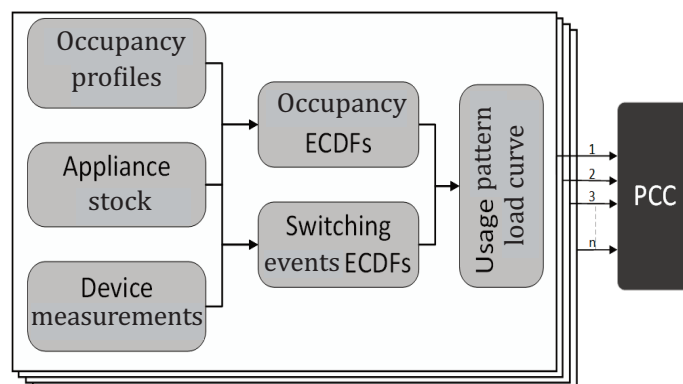 Occupancy
profiles
Appliance
stock
Device
measurements
Occupancy
ECDFs
Switching
events ECDFs
Usage pattern
load curve
1
2
3
n
PCC